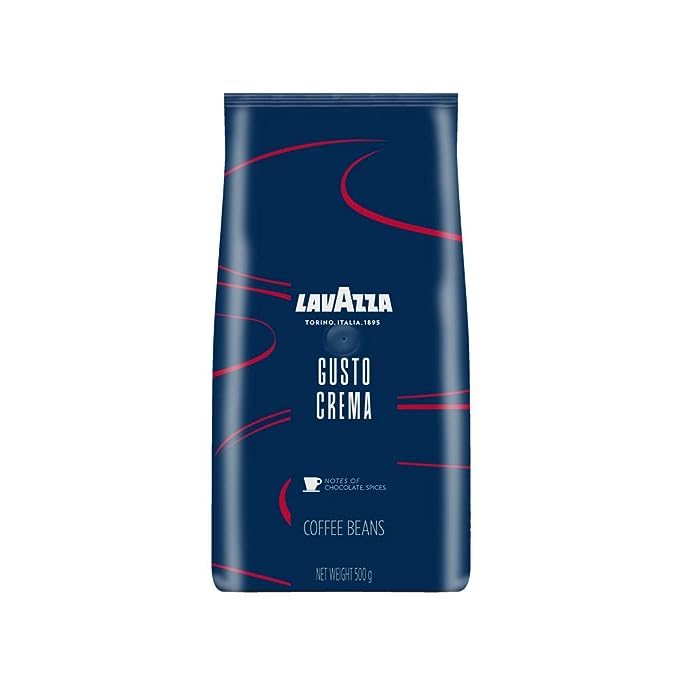 LAVAZZA
TORINO, ITALIA, 1895
GUSTO
CREMA
NOTES OF
CHOCOLATE, SPICES
COFFEE BEANS
NET WEIGHT 500 g